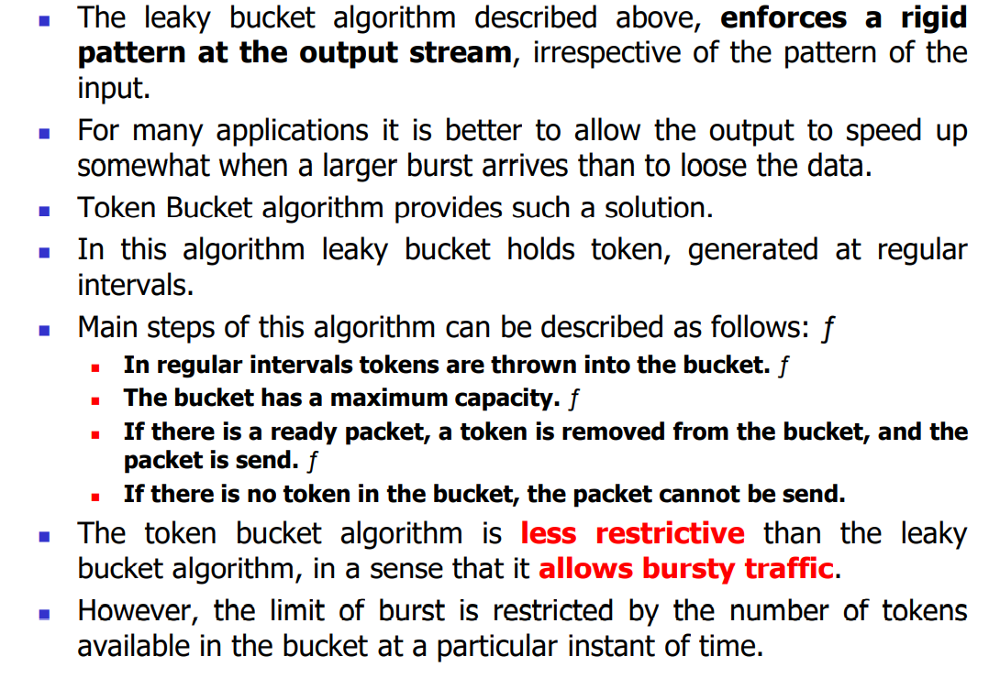 The leaky bucket algorithm described above, enforces a rigid
pattern at the output stream, irrespective of the pattern of the
input.
For many applications it is better to allow the output to speed up
somewhat when a larger burst arrives than to loose the data.
Token Bucket algorithm provides such a solution.
In this algorithm leaky bucket holds token, generated at regular
intervals.
Main steps of this algorithm can be described as follows: ƒ
In regular intervals tokens are thrown into the bucket. ƒ
The bucket has a maximum capacity. ƒ
If there is a ready packet, a token is removed from the bucket, and the
packet is send. ƒ
If there is no token in the bucket, the packet cannot be send.
The token bucket algorithm is less restrictive than the leaky
bucket algorithm, in a sense that it allows bursty traffic.
However, the limit of burst is restricted by the number of tokens
available in the bucket at a particular instant of time.